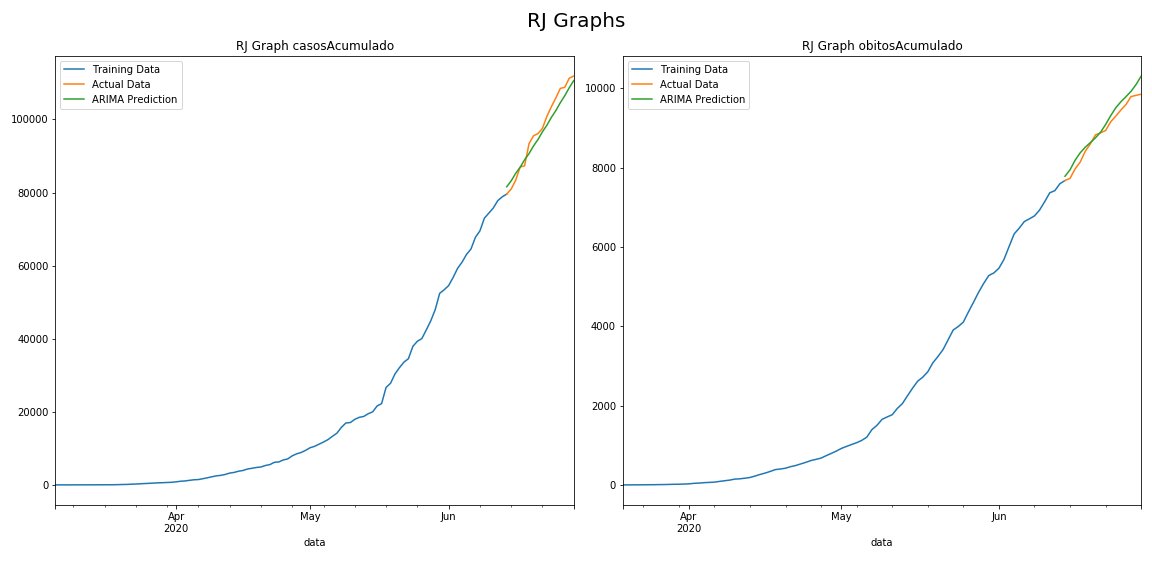 RJ Graphs
RJ Graph casosAcumulado
Training Data
Actual Data
ARIMA Prediction
100000
80000
60000
40000
20000
0
Apr
2020
May
Jun
data
RJ Graph obitosAcumulado
Training Data
Actual Data
ARIMA Prediction
10000
8000
6000
4000
2000
0
Apr
2020
May
Jun
data